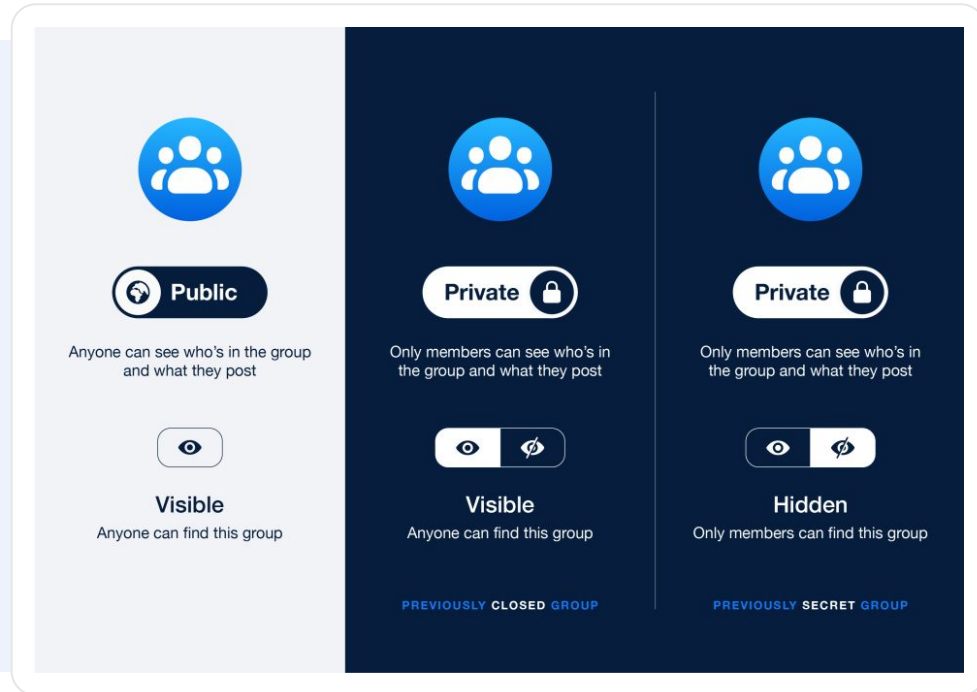 Public
Anyone can see who's in the group
and what they post
Visible
Anyone can find this group
Private
Only members can see who's in
the group and what they post
Visible
Anyone can find this group
PREVIOUSLY CLOSED GROUP
Private
Only members can see who's in
the group and what they post
Hidden
Only members can find this group
PREVIOUSLY SECRET GROUP